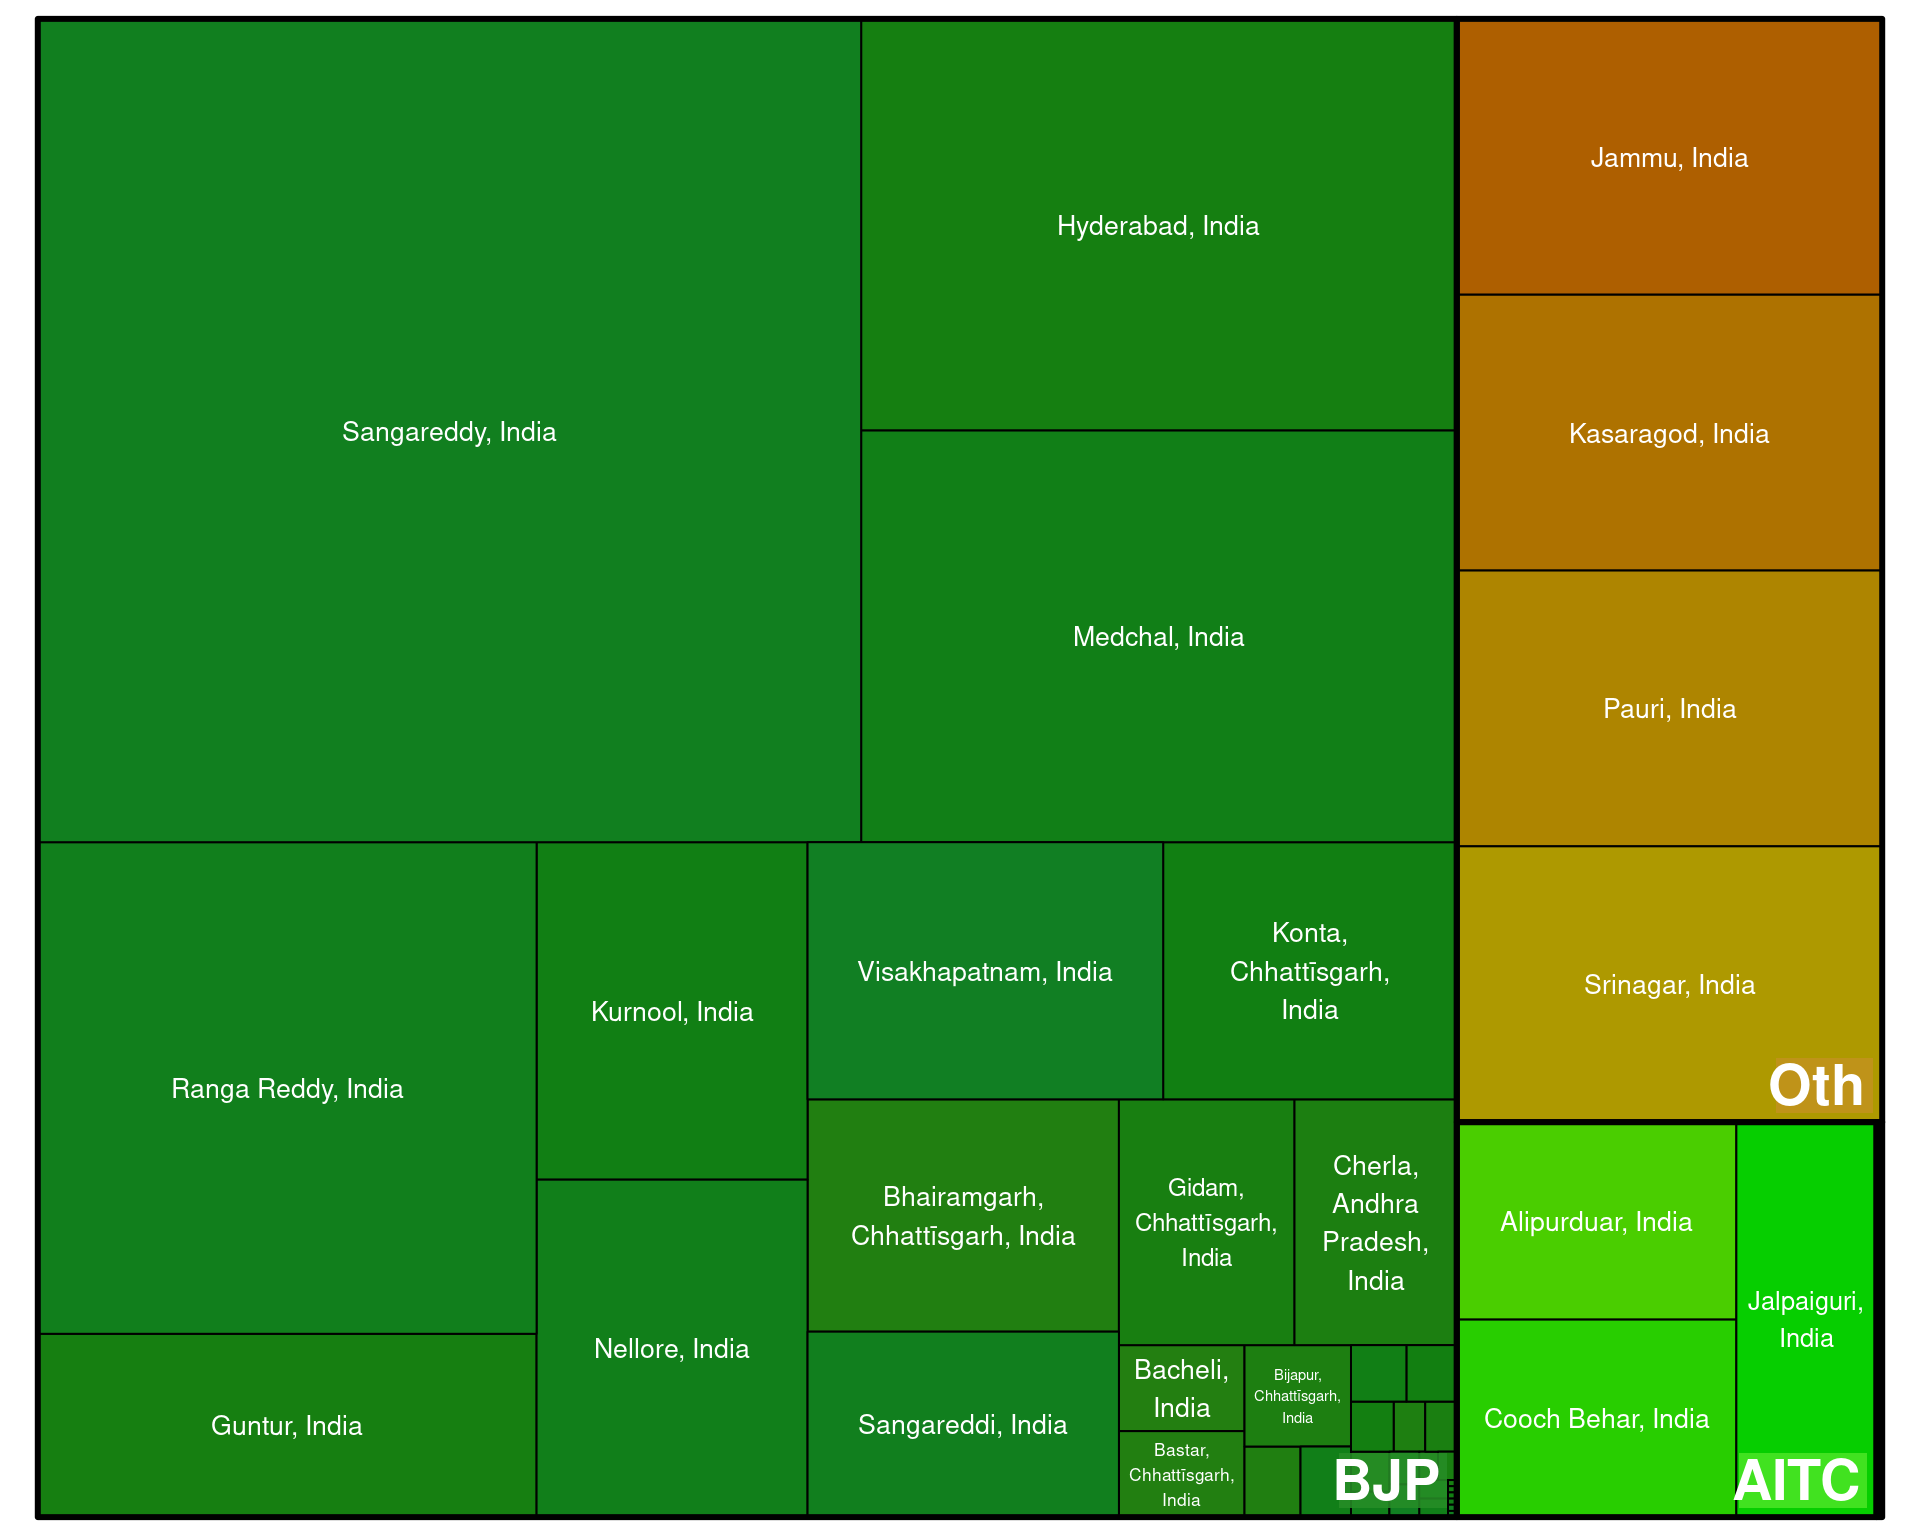 Sangareddy, India
Hyderabad, India
Medchal, India
Ranga Reddy, India
Guntur, India
Kurnool, India
Nellore, India
Visakhapatnam, India
Konta,
Chhattīsgarh,
India
Bhairamgarh,
Chhattīsgarh, India
Sangareddi, India
Gidam,
Chhattīsgarh,
India
Cherla,
Andhra
Pradesh,
India
Bacheli,
India
Bastar,
Chhattīsgarh,
India
Bijapur,
Chhattīsgarh,
India
BJP
Jammu, India
Kasaragod, India
Pauri, India
Srinagar, India
Oth
Alipurduar, India
Cooch Behar, India
Jalpaiguri,
India
AITC